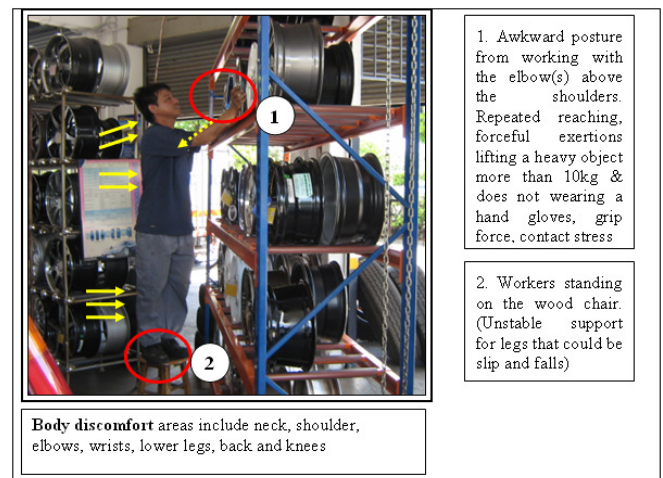 1
2
1. Awkward posture
from working with
the elbow(s) above
the shoulders.
Repeated reaching,
forceful exertions
lifting a heavy object
more than 10kg &
does not wearing a
hand gloves, grip
force, contact stress
2. Workers standing
on the wood chair.
(Unstable support
for legs that could be
slip and falls)
Body discomfort areas include neck, shoulder,
elbows, wrists, lower legs, back and knees